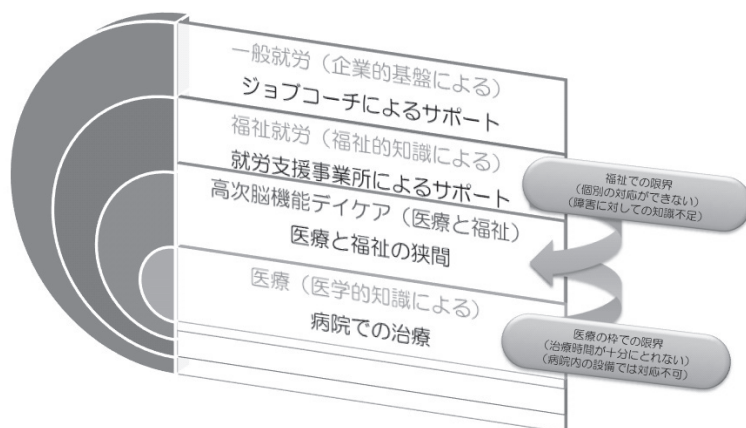 一般就労（企業的基盤による）
ジョブコーチによるサポート
福祉就労（福祉的知識による）
就労支援事業所によるサポート
高次脳機能デイケア（医療と福祉）
医療と福祉の狭間
医療（医学的知識による）
病院での治療
福祉での限界
（個別の対応ができない）
（障害に対しての知識不足）
医療の枠での限界
（治療時間が十分にとれない）
（病院内の設備では対応不可）